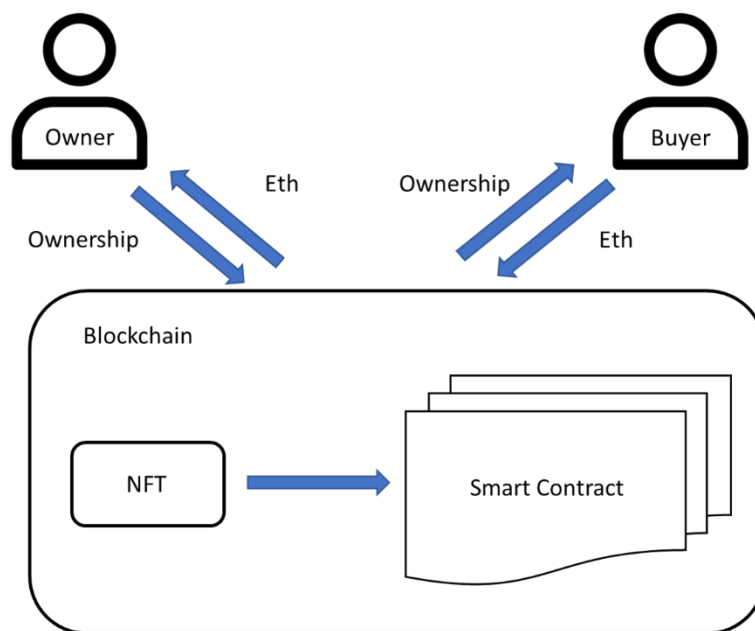 Owner
Buyer
Eth
Ownership
Ownership
Eth
Blockchain
NFT
Smart Contract